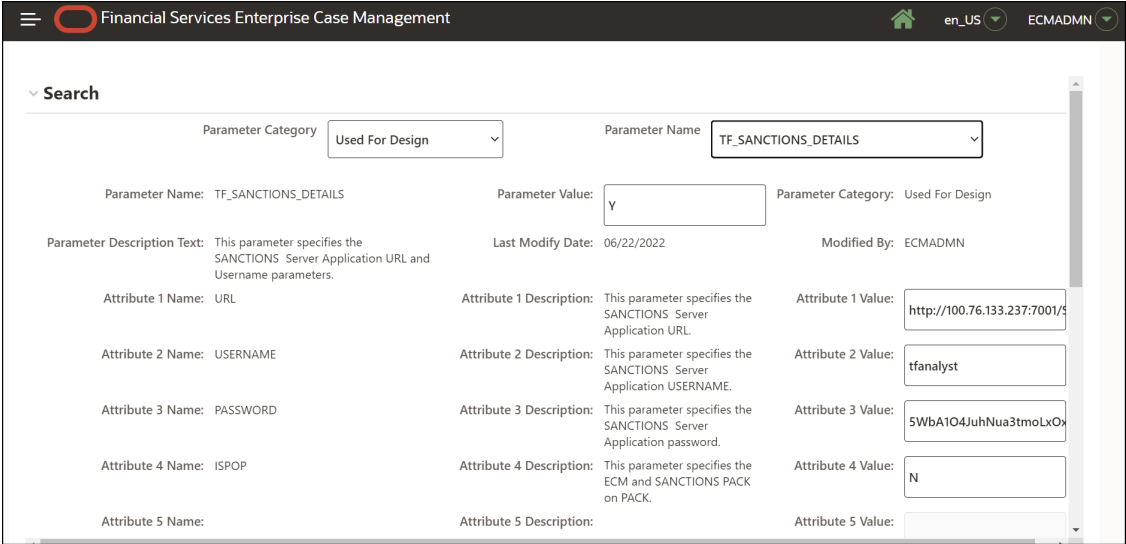 Financial Services Enterprise Case Management en_US ECMADMN
Search
Parameter Category Used For Design Parameter Name TF_SANCTIONS_DETAILS
Parameter Name: TF_SANCTIONS_DETAILS Parameter Value: Y Parameter Category: Used For Design
Parameter Description Text: This parameter specifies the Last Modify Date: 06/22/2022 Modified By: ECMADMN
SANCTIONS Server Application URL and
Username parameters.
Attribute 1 Name: URL Attribute 1 Description: This parameter specifies the Attribute 1 Value:
SANCTIONS Server http://100.76.133.237:7001/S
Application URL.
Attribute 2 Name: USERNAME Attribute 2 Description: This parameter specifies the Attribute 2 Value:
SANCTIONS Server tfanalyst
Application USERNAME.
Attribute 3 Name: PASSWORD Attribute 3 Description: This parameter specifies the Attribute 3 Value:
SANCTIONS Server 5WbA1O4JuhNua3tmoLxOx
Application password.
Attribute 4 Name: ISPOP Attribute 4 Description: This parameter specifies the Attribute 4 Value:
ECM and SANCTIONS PACK N
on PACK.
Attribute 5 Name: Attribute 5 Description: Attribute 5 Value: